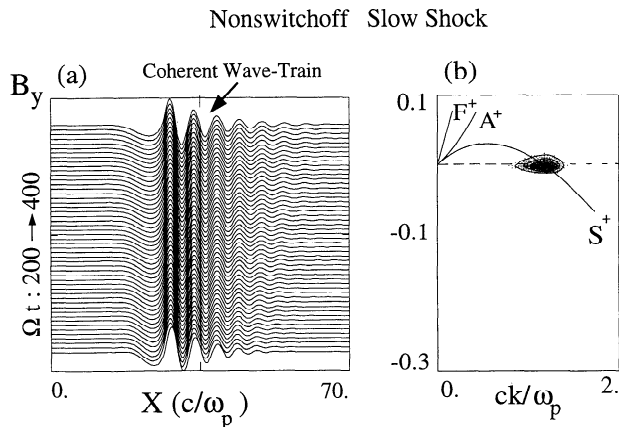 Nonswitchoff Slow Shock
(a)
Coherent Wave-Train
B_y
Ω t : 200 → 400
0.
70.
X (c/ω_p)
(b)
0.1
F⁺
A⁺
S⁺
-0.1
-0.3
0.
2.
ck/ω_p